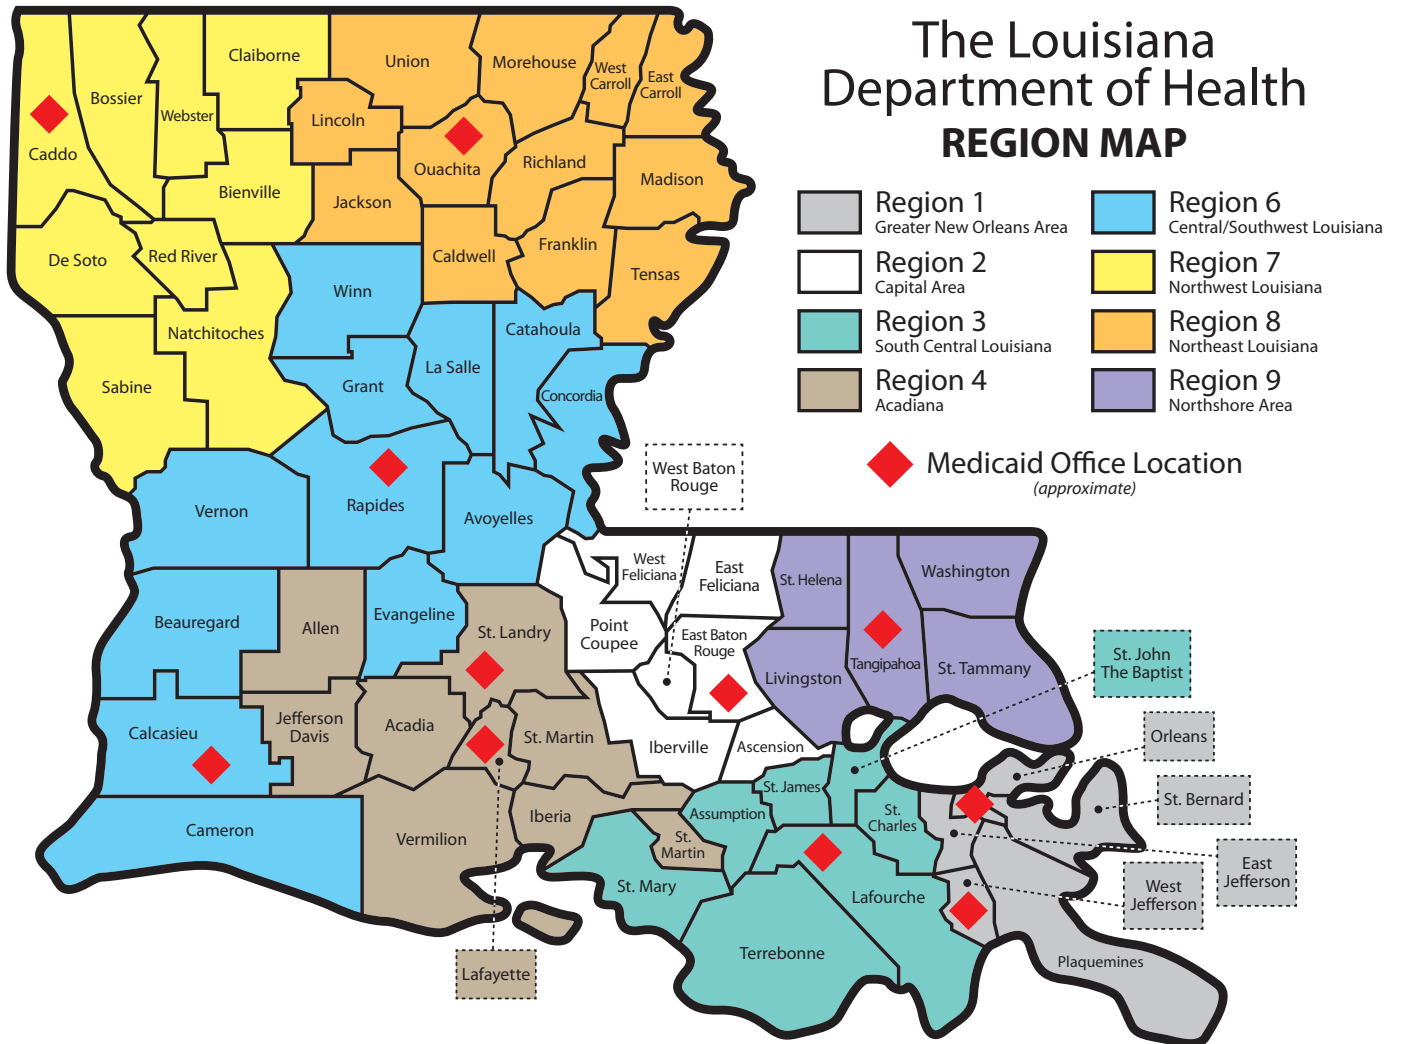 The Louisiana
Department of Health
REGION MAP
Region 1
Greater New Orleans Area
Region 2
Capital Area
Region 3
South Central Louisiana
Region 4
Acadiana
Region 6
Central/Southwest Louisiana
Region 7
Northwest Louisiana
Region 8
Northeast Louisiana
Region 9
Northshore Area
Medicaid Office Location
(approximate)
Caddo
Bossier
Webster
Claiborne
Union
Morehouse
West
Carroll
East
Carroll
Lincoln
Ouachita
Richland
Madison
Bienville
Jackson
De Soto
Red River
Caldwell
Franklin
Tensas
Winn
Natchitoches
Catahoula
Sabine
Grant
La Salle
Concordia
West Baton
Rouge
Vernon
Rapides
Avoyelles
West
Feliciana
East
Feliciana
St. Helena
Washington
Beauregard
Allen
Evangeline
St. Landry
Point
Coupee
East Baton
Rouge
Livingston
Tangipahoa
St. Tammany
St. John
The Baptist
Calcasieu
Jefferson
Davis
Acadia
St. Martin
Iberville
Ascension
Orleans
St. James
St. Bernard
Cameron
Vermilion
Iberia
St.
Martin
Assumption
St.
Charles
East
Jefferson
West
Jefferson
St. Mary
Lafourche
Terrebonne
Plaquemines
Lafayette